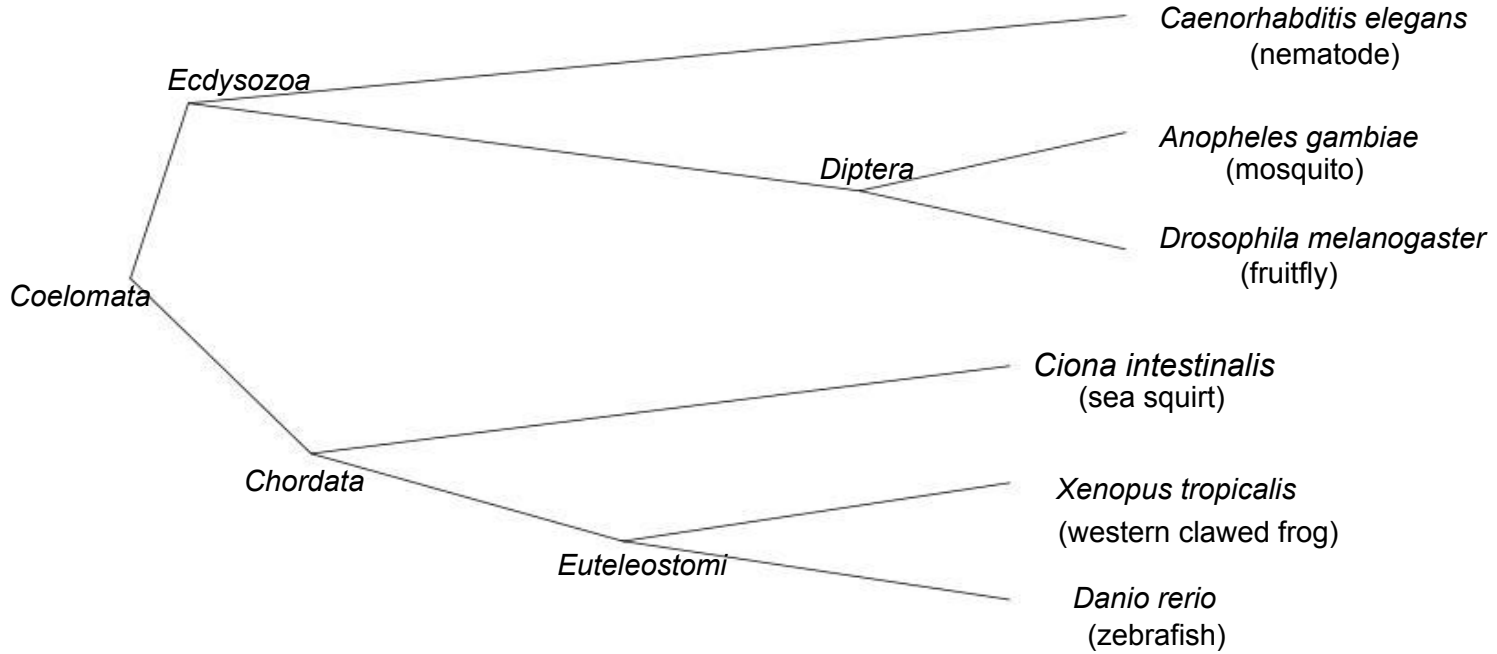 Caenorhabditis elegans
(nematode)
Ecdysozoa
Anopheles gambiae
(mosquito)
Diptera
Drosophila melanogaster
(fruitfly)
Coelomata
Ciona intestinalis
(sea squirt)
Chordata
Xenopus tropicalis
(western clawed frog)
Euteleostomi
Danio rerio
(zebrafish)